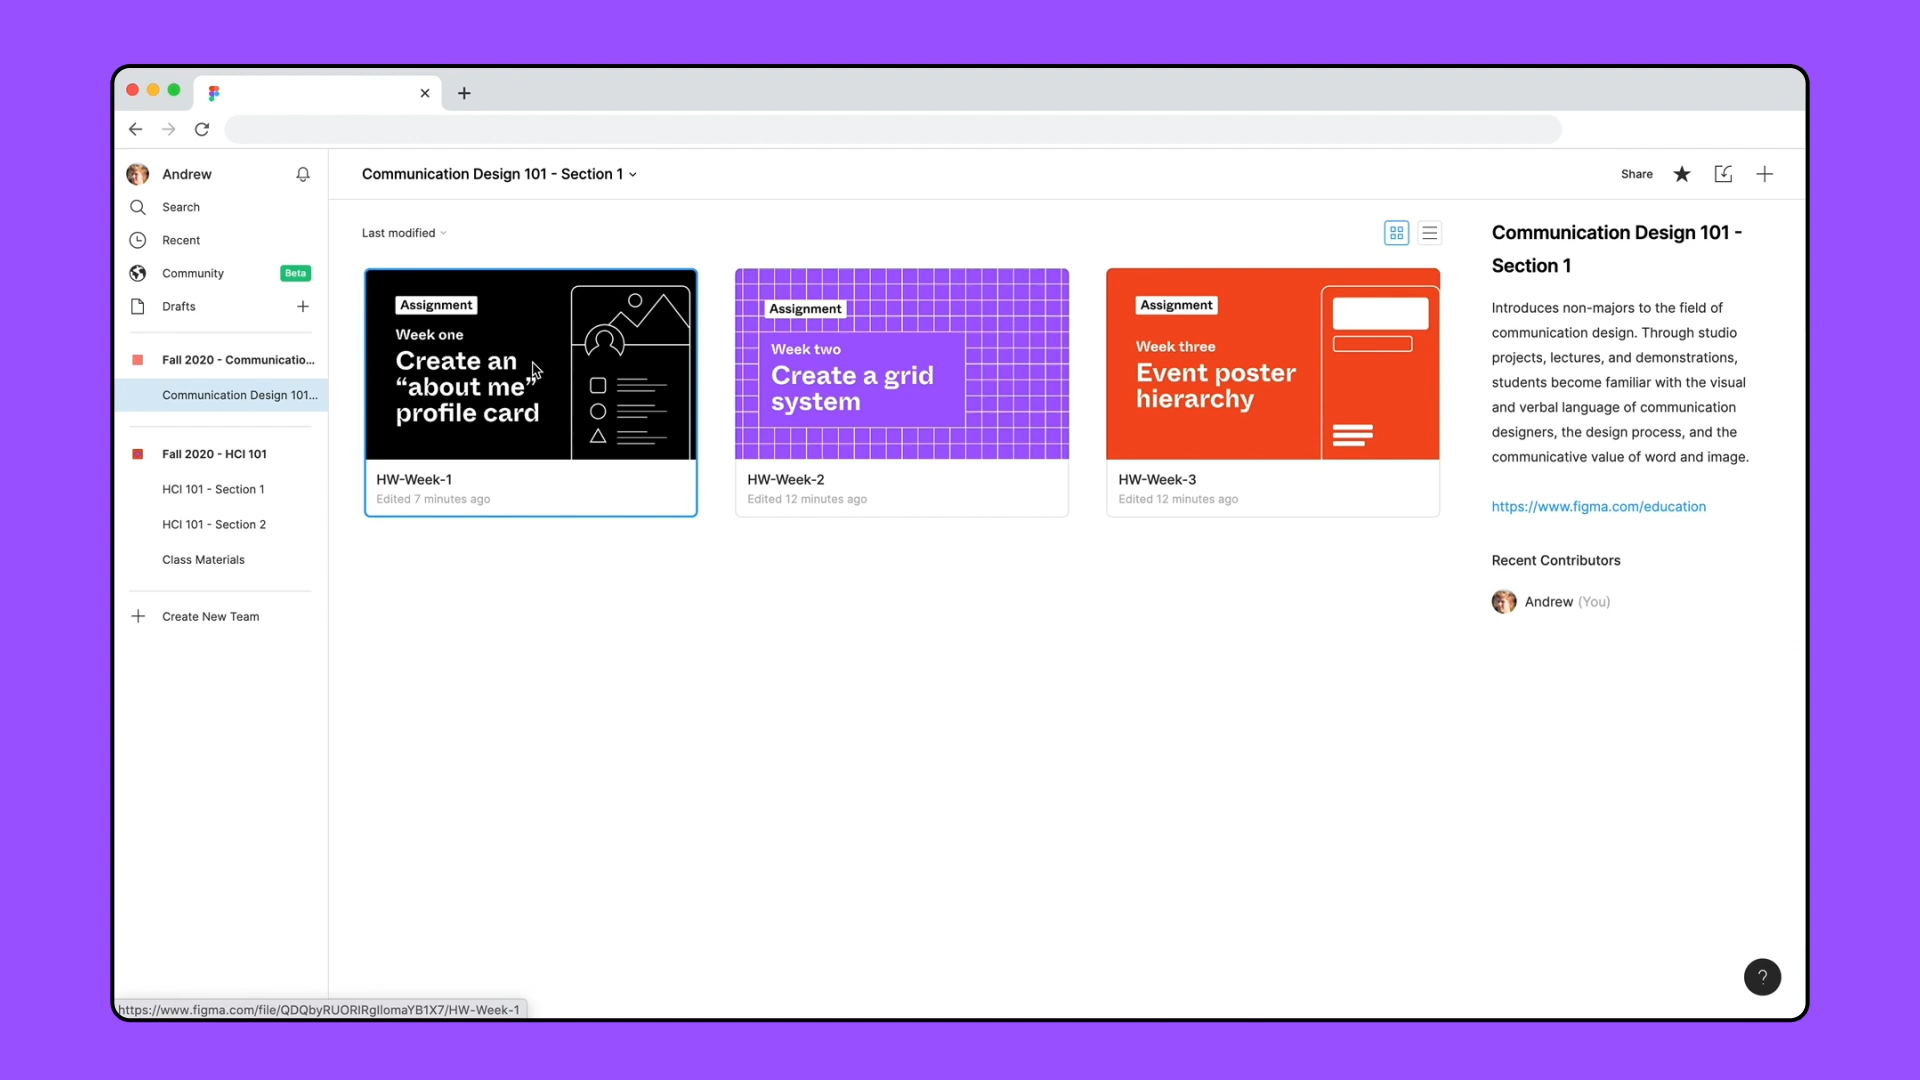 Andrew
Search
Recent
Community Beta
Drafts
Fall 2020 - Communicatio...
Communication Design 101...
Fall 2020 - HCI 101
HCI 101 - Section 1
HCI 101 - Section 2
Class Materials
Create New Team
Communication Design 101 - Section 1
Share
Last modified
Assignment
Week one
Create an
“about me”
profile card
HW-Week-1
Edited 7 minutes ago
Assignment
Week two
Create a grid
system
HW-Week-2
Edited 12 minutes ago
Assignment
Week three
Event poster
hierarchy
HW-Week-3
Edited 12 minutes ago
Communication Design 101 -
Section 1
Introduces non-majors to the field of
communication design. Through studio
projects, lectures, and demonstrations,
students become familiar with the visual
and verbal language of communication
designers, the design process, and the
communicative value of word and image.
https://www.figma.com/education
Recent Contributors
Andrew (You)
?
https://www.figma.com/file/QDQbyRUORIRgIlomaYB1X7/HW-Week-1